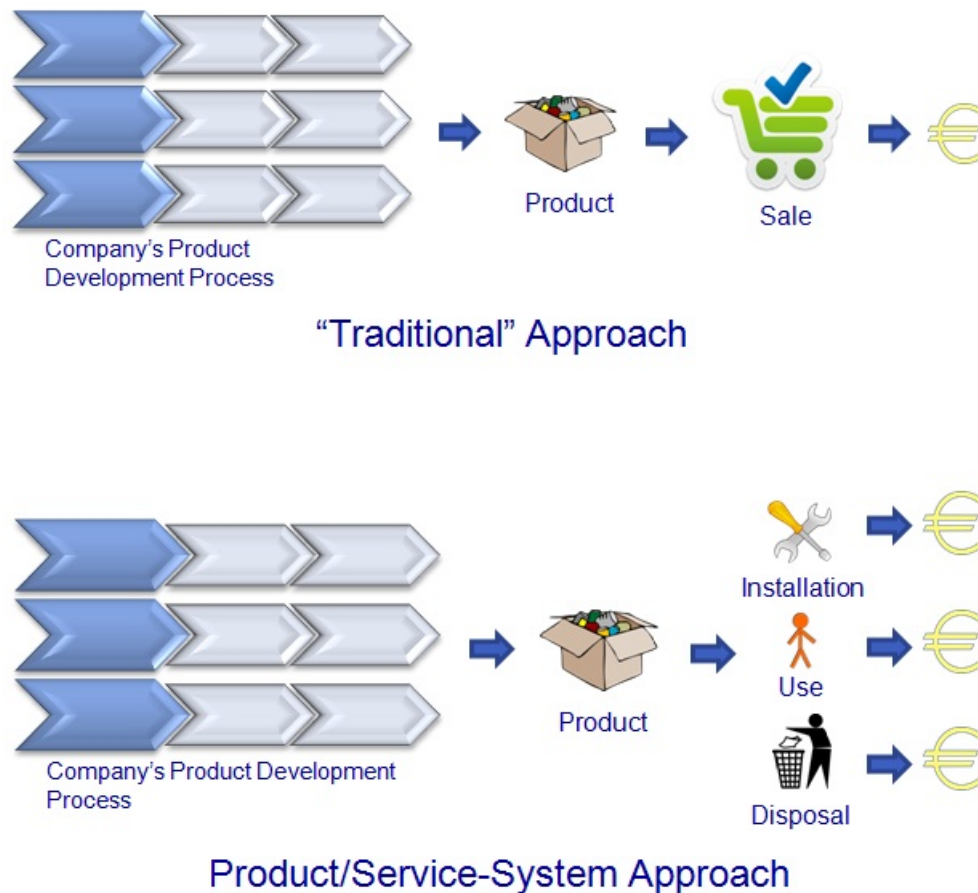 Product
Sale
Company’s Product
Development Process
“Traditional” Approach
Installation
Use
Product
Company’s Product Development
Process
Disposal
Product/Service-System Approach